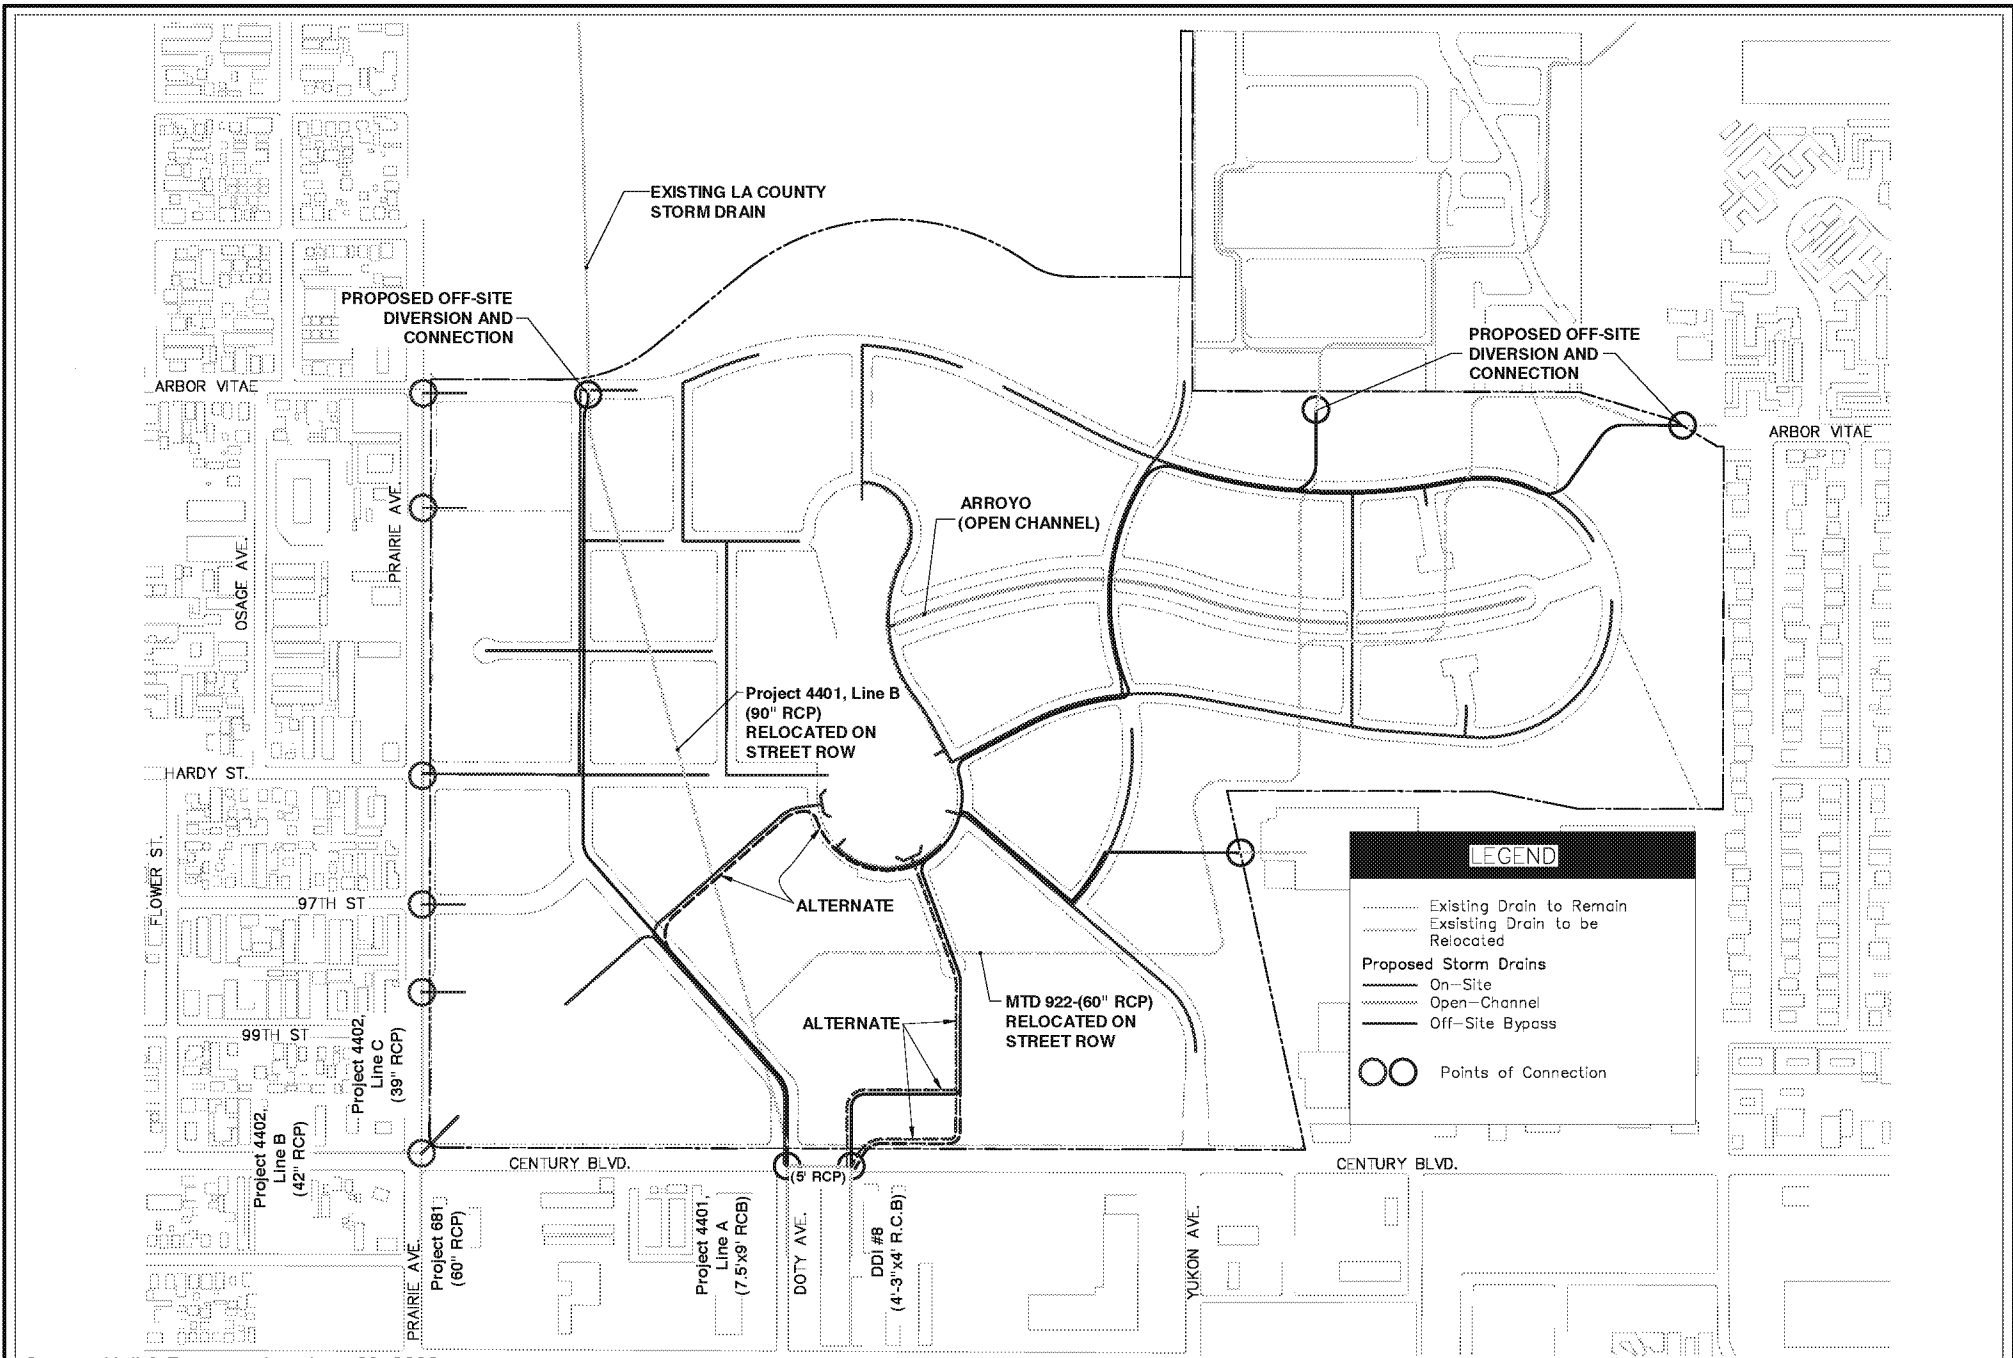 EXISTING LA COUNTY
STORM DRAIN
PROPOSED OFF-SITE
DIVERSION AND
CONNECTION
PROPOSED OFF-SITE
DIVERSION AND
CONNECTION
ARBOR VITAE
ARBOR VITAE
PRAIRIE AVE.
OSAGE AVE.
ARROYO
(OPEN CHANNEL)
Project 4401, Line B
(90" RCP)
RELOCATED ON
STREET ROW
HARDY ST.
FLOWER ST.
97TH ST
ALTERNATE
99TH ST
Project 4402,
Line C
(39" RCP)
Project 4402,
Line B
(42" RCP)
ALTERNATE
MTD 922-(60" RCP)
RELOCATED ON
STREET ROW
LEGEND
Existing Drain to Remain
Exsisting Drain to be
Relocated
Proposed Storm Drains
On-Site
Open-Channel
Off-Site Bypass
Points of Connection
CENTURY BLVD.
(5' RCP)
CENTURY BLVD.
PRAIRIE AVE.
Project 681
(60" RCP)
Project 4401,
Line A
(7.5'x9' RCB)
DOTY AVE.
DDI #8
(4'-3"x4' R.C.B)
YUKON AVE.